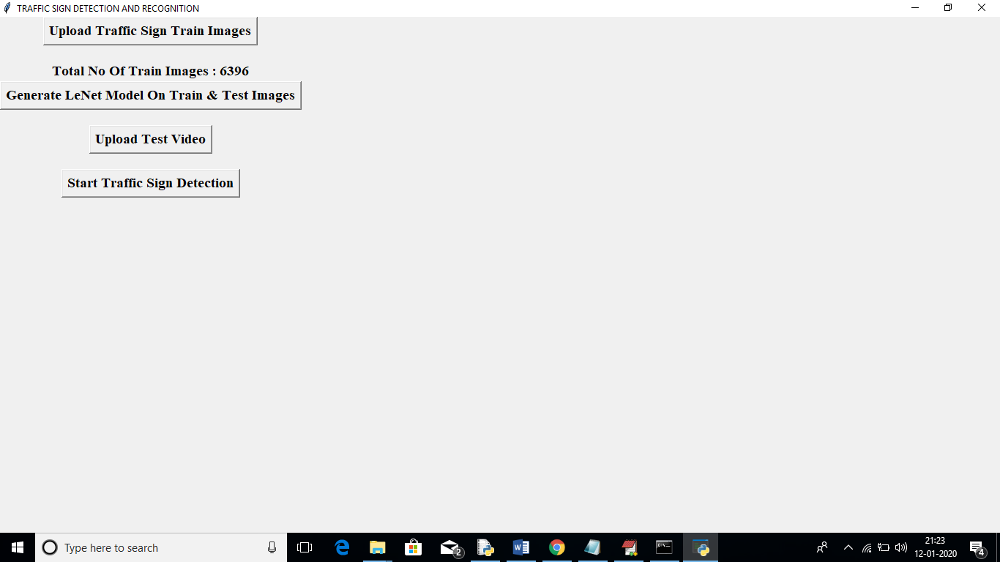 TRAFFIC SIGN DETECTION AND RECOGNITION
Upload Traffic Sign Train Images
Total No Of Train Images : 6396
Generate LeNet Model On Train & Test Images
Upload Test Video
Start Traffic Sign Detection
Type here to search
2
21:23
12-01-2020
4